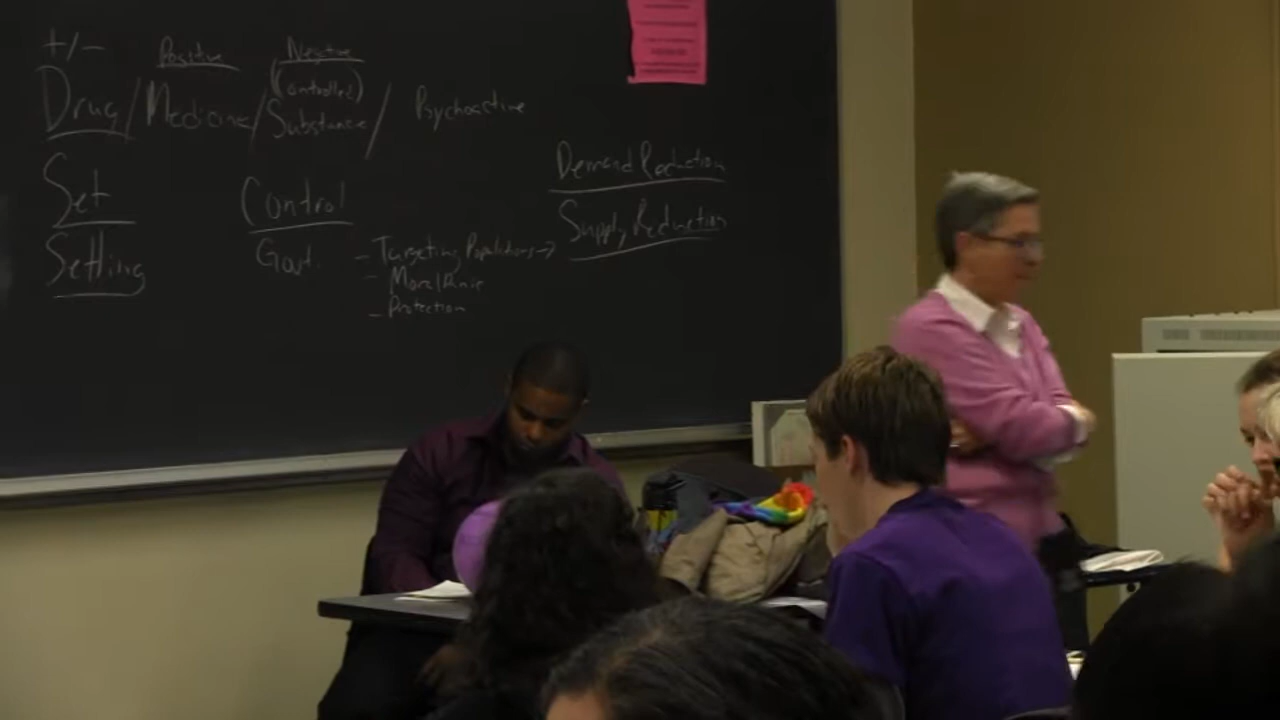 +/- Positive Negative
(Controlled)
Drug / Medicine / Substance / Psychoactive
Demand Reduction
Set Control
Supply Reduction
Setting Govt. - Targeting Populations →
- Moral Panic
- Protection